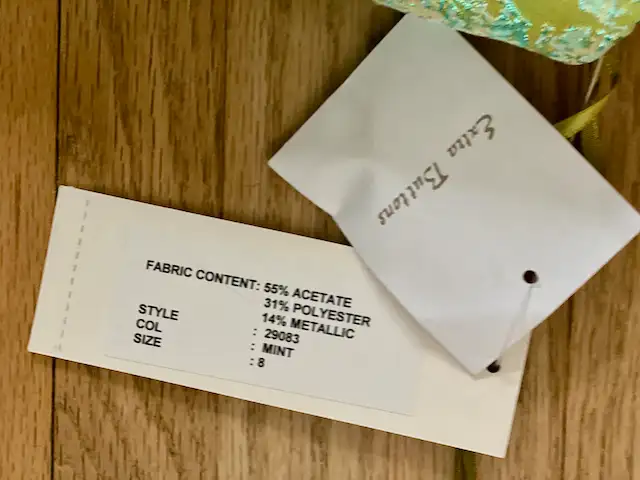 Extra Buttons
FABRIC CONTENT: 55% ACETATE
31% POLYESTER
14% METALLIC
STYLE : 29083
COL : MINT
SIZE : 8